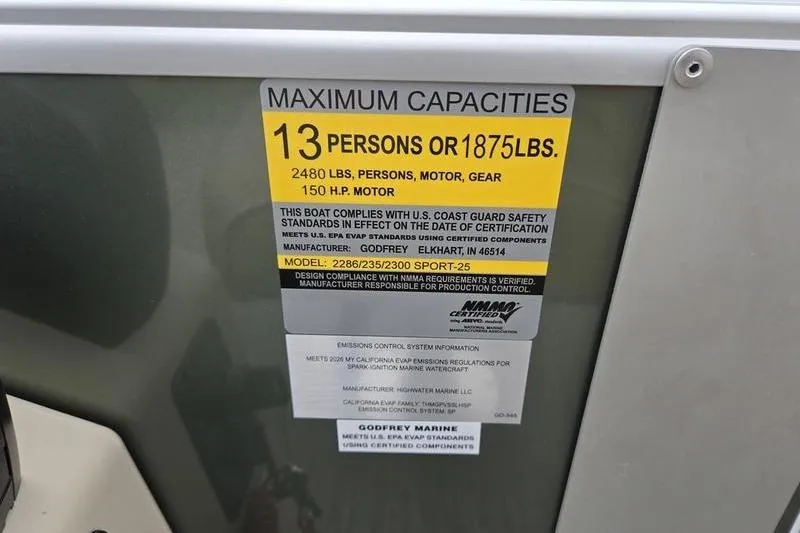 MAXIMUM CAPACITIES
13 PERSONS OR 1875 LBS.
2480 LBS, PERSONS, MOTOR, GEAR
150 H.P. MOTOR
THIS BOAT COMPLIES WITH U.S. COAST GUARD SAFETY
STANDARDS IN EFFECT ON THE DATE OF CERTIFICATION
MEETS U.S. EPA EVAP STANDARDS USING CERTIFIED COMPONENTS
MANUFACTURER: GODFREY ELKHART, IN 46514
MODEL: 2286/235/2300 SPORT-25
DESIGN COMPLIANCE WITH NMMA REQUIREMENTS IS VERIFIED.
MANUFACTURER RESPONSIBLE FOR PRODUCTION CONTROL.
NMMA
CERTIFIED
using ABYC standards
NATIONAL MARINE
MANUFACTURERS ASSOCIATION
EMISSIONS CONTROL SYSTEM INFORMATION
MEETS 2026 MY CALIFORNIA EVAP EMISSIONS REGULATIONS FOR
SPARK-IGNITION MARINE WATERCRAFT
MANUFACTURER: HIGHWATER MARINE LLC
CALIFORNIA EVAP FAMILY:
EMISSION CONTROL SYSTEM: SP
GODFREY MARINE
MEETS U.S. EPA EVAP STANDARDS
USING CERTIFIED COMPONENTS